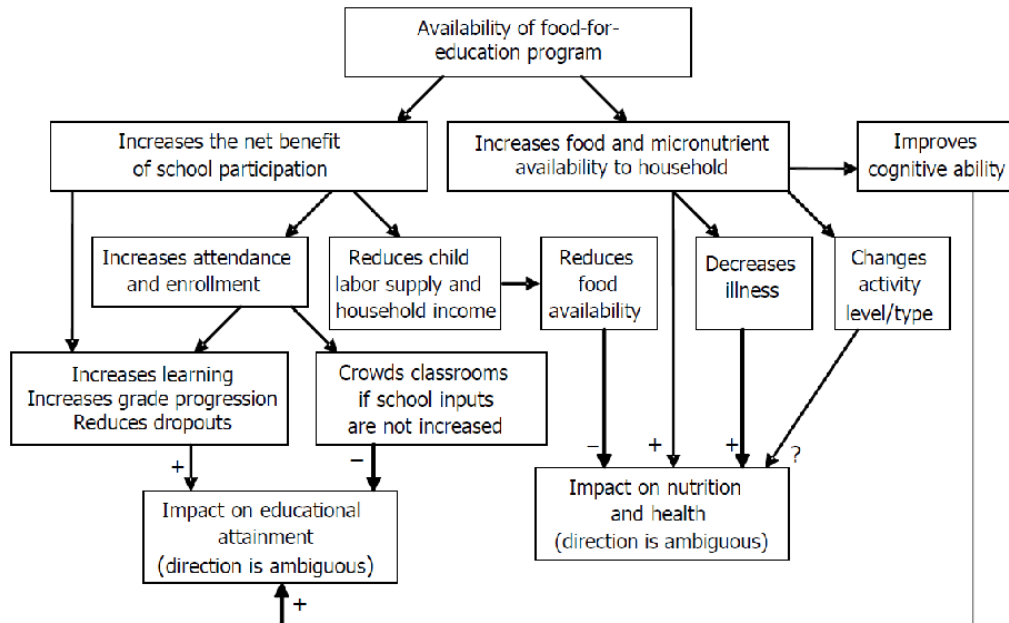 Availability of food-for-
education program
Increases the net benefit
of school participation
Increases food and micronutrient
availability to household
Improves
cognitive ability
Increases attendance
and enrollment
Reduces child
labor supply and
household income
Reduces
food
availability
Decreases
illness
Changes
activity
level/type
Increases learning
Increases grade progression
Reduces dropouts
Crowds classrooms
if school inputs
are not increased
+
–
–
+
+
?
Impact on educational
attainment
(direction is ambiguous)
Impact on nutrition
and health
(direction is ambiguous)
+